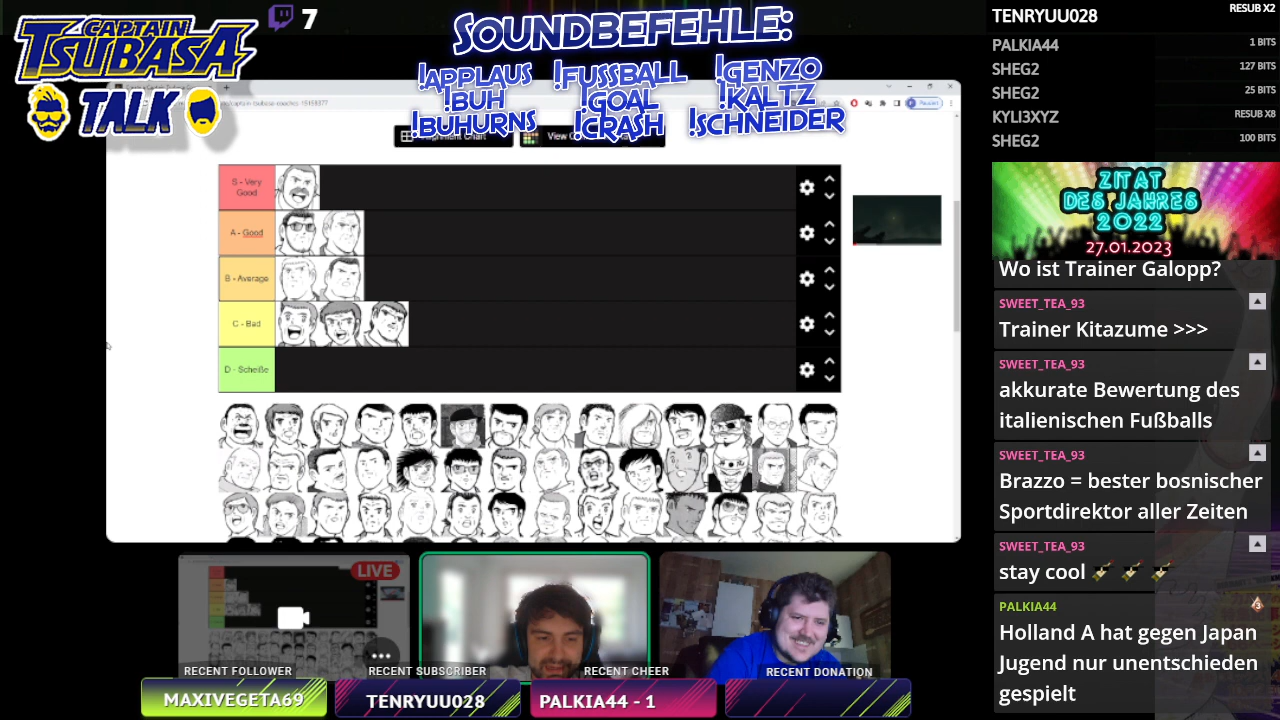 CAPTAIN
TSUBASA
TALK
7
SOUNDBEFEHLE:
!APPLAUS !FUSSBALL !GENZO
!BUH !GOAL !KALTZ
!BUHURNS !CRASH !SCHNEIDER
S - Very
Good
A - Good
B - Average
C - Bad
D - Scheiße
LIVE
RECENT FOLLOWER
MAXIVEGETA69
RECENT SUBSCRIBER
TENRYUU028
RECENT CHEER
PALKIA44 - 1
RECENT DONATION
TENRYUU028 RESUB X2
PALKIA44 1 BITS
SHEG2 127 BITS
SHEG2 25 BITS
KYLI3XYZ RESUB X8
SHEG2 100 BITS
ZITAT
DES JAHRES
2022
27.01.2023
Wo ist Trainer Galopp?
SWEET_TEA_93
Trainer Kitazume >>>
SWEET_TEA_93
akkurate Bewertung des
italienischen Fußballs
SWEET_TEA_93
Brazzo = bester bosnischer
Sportdirektor aller Zeiten
SWEET_TEA_93
stay cool
PALKIA44
Holland A hat gegen Japan
Jugend nur unentschieden
gespielt